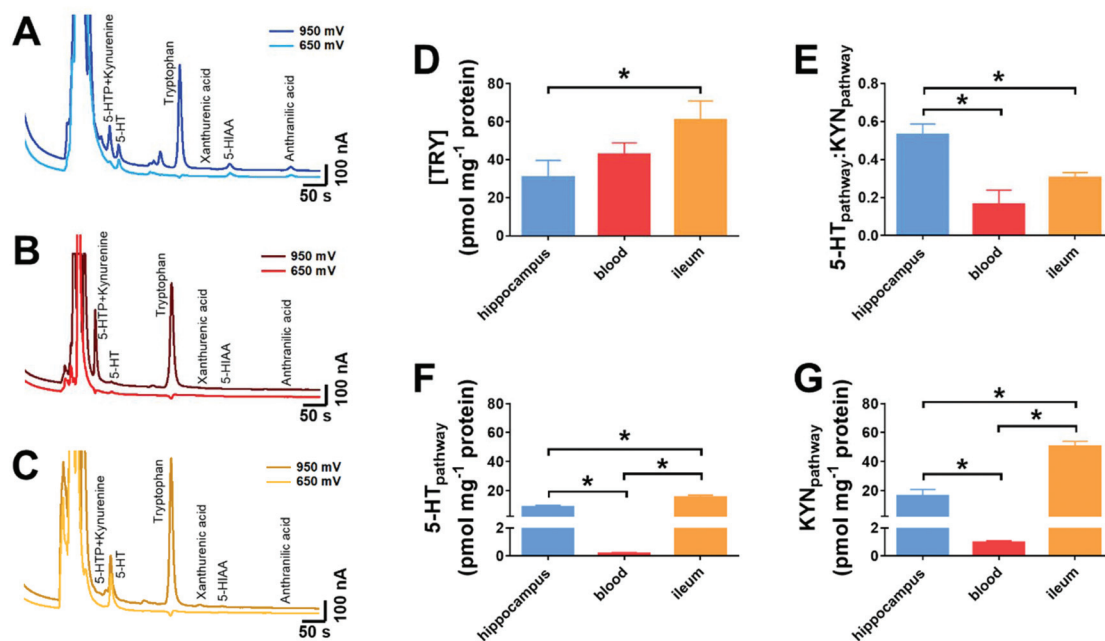 A
950 mV
650 mV
5-HTP+Kynurenine
5-HT
Tryptophan
Xanthurenic acid
5-HIAA
Anthranilic acid
100 nA
50 s
B
950 mV
650 mV
5-HTP+Kynurenine
5-HT
Tryptophan
Xanthurenic acid
5-HIAA
Anthranilic acid
100 nA
50 s
C
950 mV
650 mV
5-HTP+Kynurenine
5-HT
Tryptophan
Xanthurenic acid
5-HIAA
Anthranilic acid
100 nA
50 s
D
[TRY]
(pmol mg⁻¹ protein)
80
60
40
20
0
*
hippocampus
blood
ileum
E
5-HTpathway:KYNpathway
0.8
0.6
0.4
0.2
0.0
*
*
hippocampus
blood
ileum
F
5-HTpathway
(pmol mg⁻¹ protein)
80
60
40
20
2
0
*
*
*
hippocampus
blood
ileum
G
KYNpathway
(pmol mg⁻¹ protein)
80
60
40
20
2
0
*
*
*
hippocampus
blood
ileum